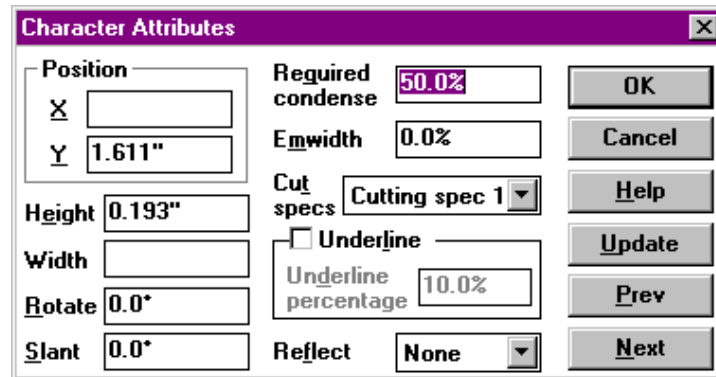 Character Attributes
Position
X
Y 1.611"
Height 0.193"
Width
Rotate 0.0°
Slant 0.0°
Required condense 50.0%
Emwidth 0.0%
Cut specs Cutting spec 1
Underline
Underline percentage 10.0%
Reflect None
OK
Cancel
Help
Update
Prev
Next